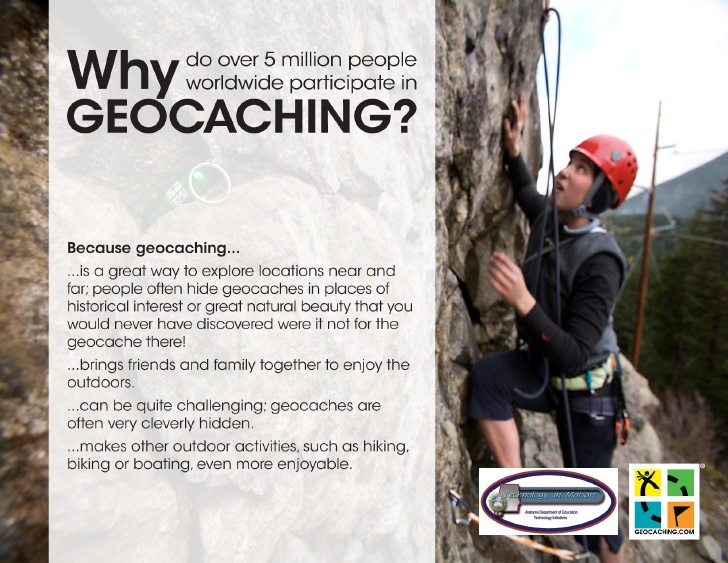 Why do over 5 million people
worldwide participate in
GEOCACHING?
Because geocaching...
...is a great way to explore locations near and
far; people often hide geocaches in places of
historical interest or great natural beauty that you
would never have discovered were it not for the
geocache there!
...brings friends and family together to enjoy the
outdoors.
...can be quite challenging; geocaches are
often very cleverly hidden.
...makes other outdoor activities, such as hiking,
biking or boating, even more enjoyable.
Technology in Motion
Alabama Department of Education
Technology Initiatives
®
GEOCACHING.COM